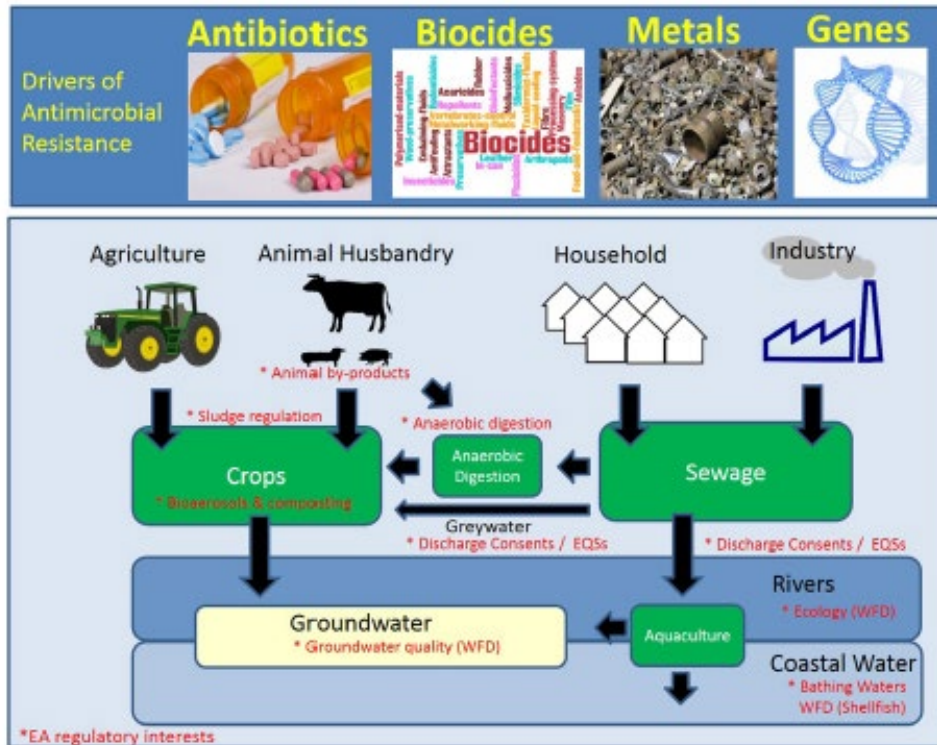 Antibiotics Biocides Metals Genes
Drivers of
Antimicrobial
Resistance
Biocides
Agriculture Animal Husbandry Household Industry
* Animal by-products
* Sludge regulation
* Anaerobic digestion
Anaerobic
Digestion
Crops
Sewage
* Bioaerosols & composting
Greywater
* Discharge Consents / EQSs
* Discharge Consents / EQSs
Rivers
* Ecology (WFD)
Groundwater
* Groundwater quality (WFD)
Aquaculture
Coastal Water
* Bathing Waters
WFD (Shellfish)
*EA regulatory interests